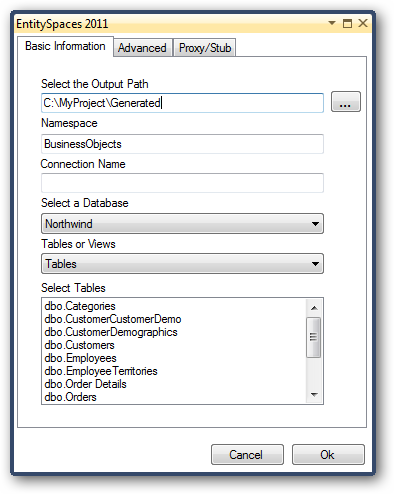 EntitySpaces 2011
Basic Information Advanced Proxy/Stub
Select the Output Path
C:\MyProject\Generated
...
Namespace
BusinessObjects
Connection Name
Select a Database
Northwind
Tables or Views
Tables
Select Tables
dbo.Categories
dbo.CustomerCustomerDemo
dbo.CustomerDemographics
dbo.Customers
dbo.Employees
dbo.EmployeeTerritories
dbo.Order Details
dbo.Orders
Cancel Ok